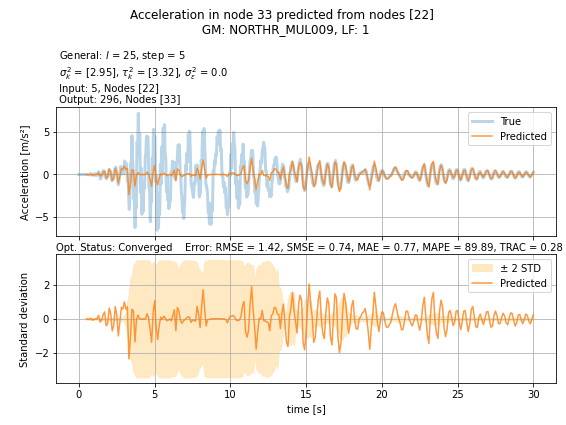 Acceleration in node 33 predicted from nodes [22]
GM: NORTHR_MUL009, LF: 1
General: l = 25, step = 5
σ²ₖ = [2.95], τ²ₖ = [3.32], σ²ε = 0.0
Input: 5, Nodes [22]
Output: 296, Nodes [33]
Acceleration [m/s²]
5
0
−5
True
Predicted
Opt. Status: Converged Error: RMSE = 1.42, SMSE = 0.74, MAE = 0.77, MAPE = 89.89, TRAC = 0.28
Standard deviation
2
0
−2
± 2 STD
Predicted
0 5 10 15 20 25 30
time [s]